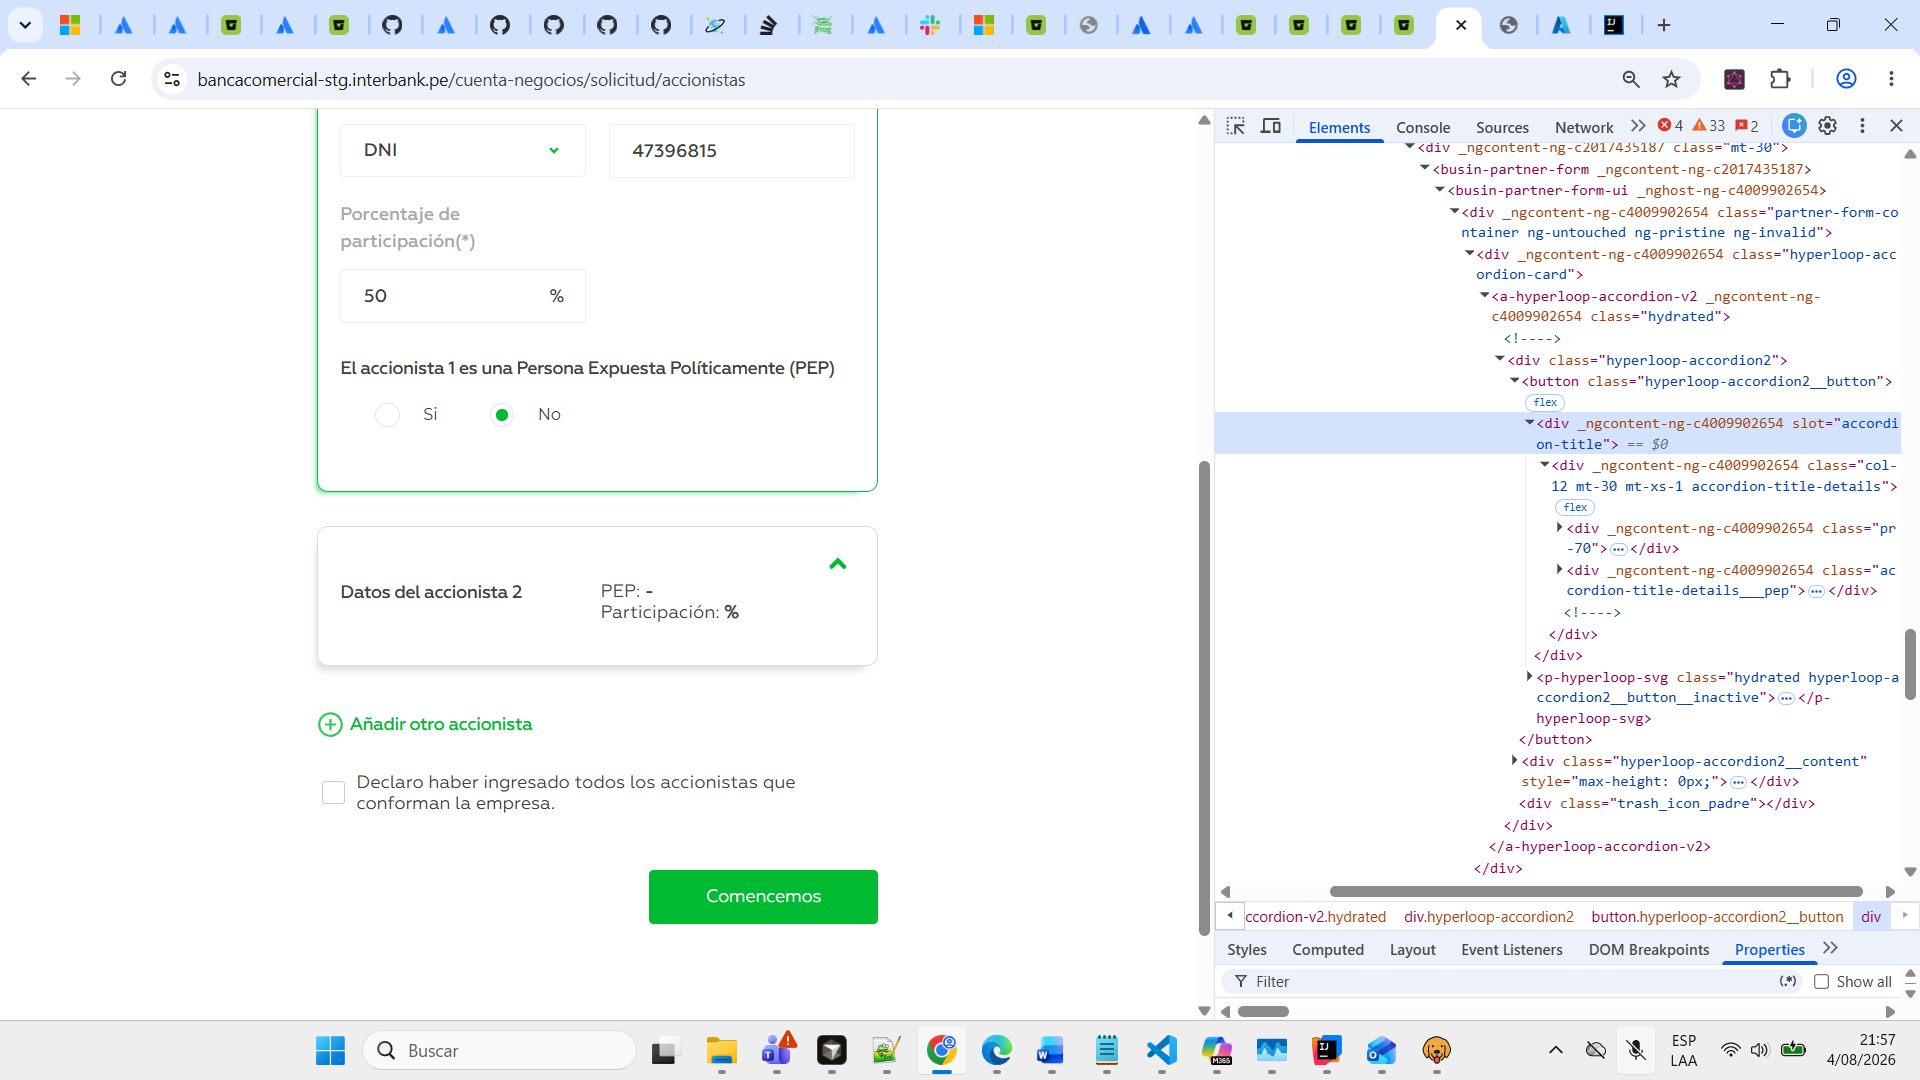 bancacomercial-stg.interbank.pe/cuenta-negocios/solicitud/accionistas
DNI
47396815
Porcentaje de
participación(*)
50
%
El accionista 1 es una Persona Expuesta Políticamente (PEP)
Si
No
Datos del accionista 2
PEP: -
Participación: %
Añadir otro accionista
Declaro haber ingresado todos los accionistas que
conforman la empresa.
Comencemos
Elements
Console
Sources
Network
4
33
2
<div _ngcontent-ng-c2017435187 class="mt-30">
<busin-partner-form _ngcontent-ng-c2017435187>
<busin-partner-form-ui _nghost-ng-c4009902654>
<div _ngcontent-ng-c4009902654 class="partner-form-co
ntainer ng-untouched ng-pristine ng-invalid">
<div _ngcontent-ng-c4009902654 class="hyperloop-acc
ordion-card">
<a-hyperloop-accordion-v2 _ngcontent-ng-
c4009902654 class="hydrated">
<!---->
<div class="hyperloop-accordion2">
<button class="hyperloop-accordion2__button">
flex
<div _ngcontent-ng-c4009902654 slot="accordi
on-title"> == $0
<div _ngcontent-ng-c4009902654 class="col-
12 mt-30 mt-xs-1 accordion-title-details">
flex
<div _ngcontent-ng-c4009902654 class="pr
-70">…</div>
<div _ngcontent-ng-c4009902654 class="ac
cordion-title-details___pep">…</div>
<!---->
</div>
</div>
<p-hyperloop-svg class="hydrated hyperloop-a
ccordion2__button__inactive">…</p-
hyperloop-svg>
</button>
<div class="hyperloop-accordion2__content"
style="max-height: 0px;">…</div>
<div class="trash_icon_padre"></div>
</div>
</a-hyperloop-accordion-v2>
</div>
ccordion-v2.hydrated
div.hyperloop-accordion2
button.hyperloop-accordion2__button
div
Styles
Computed
Layout
Event Listeners
DOM Breakpoints
Properties
Filter
(.*)
Show all
Buscar
ESP
LAA
21:57
4/08/2026